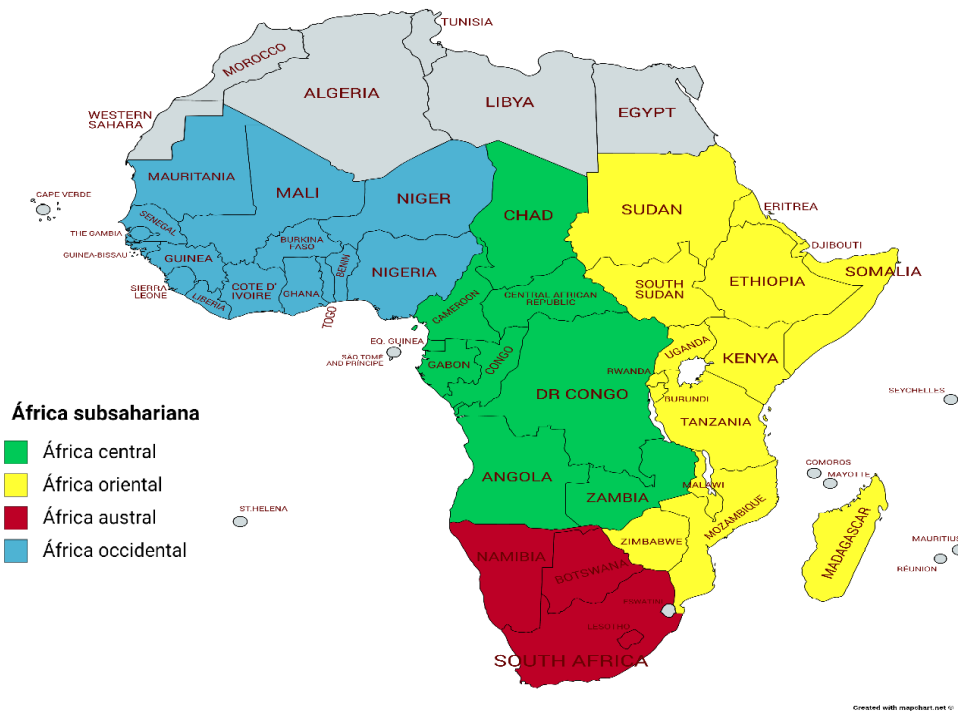 TUNISIA
MOROCCO
ALGERIA
LIBYA
EGYPT
WESTERN
SAHARA
MAURITANIA
MALI
NIGER
CHAD
SUDAN
ERITREA
CAPE VERDE
SENEGAL
THE GAMBIA
GUINEA-BISSAU
GUINEA
BURKINA
FASO
BENIN
NIGERIA
DJIBOUTI
SOMALIA
ETHIOPIA
SOUTH
SUDAN
SIERRA
LEONE
LIBERIA
COTE D'
IVOIRE
GHANA
TOGO
CAMEROON
CENTRAL AFRICAN
REPUBLIC
EQ. GUINEA
SAO TOME
AND PRINCIPE
GABON
CONGO
UGANDA
KENYA
RWANDA
DR CONGO
BURUNDI
TANZANIA
SEYCHELLES
África subsahariana
África central
África oriental
África austral
África occidental
ANGOLA
ZAMBIA
MALAWI
COMOROS
MAYOTTE
ST.HELENA
MOZAMBIQUE
MADAGASCAR
ZIMBABWE
MAURITIUS
RÉUNION
NAMIBIA
BOTSWANA
ESWATINI
LESOTHO
SOUTH AFRICA
Created with mapchart.net ©